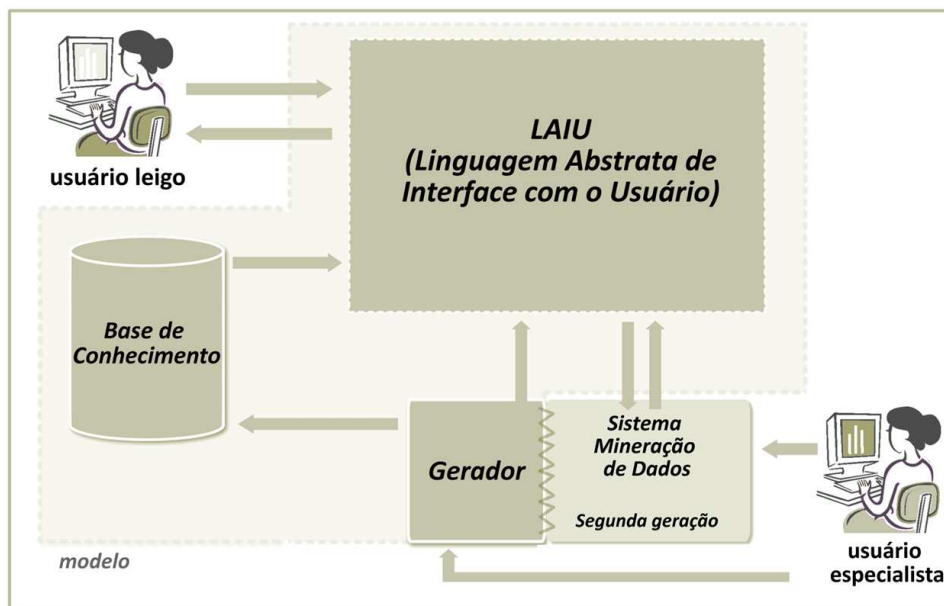 LAIU
(Linguagem Abstrata de
Interface com o Usuário)
usuário leigo
Base de
Conhecimento
Gerador
Sistema
Mineração
de Dados
Segunda geração
usuário
especialista
modelo